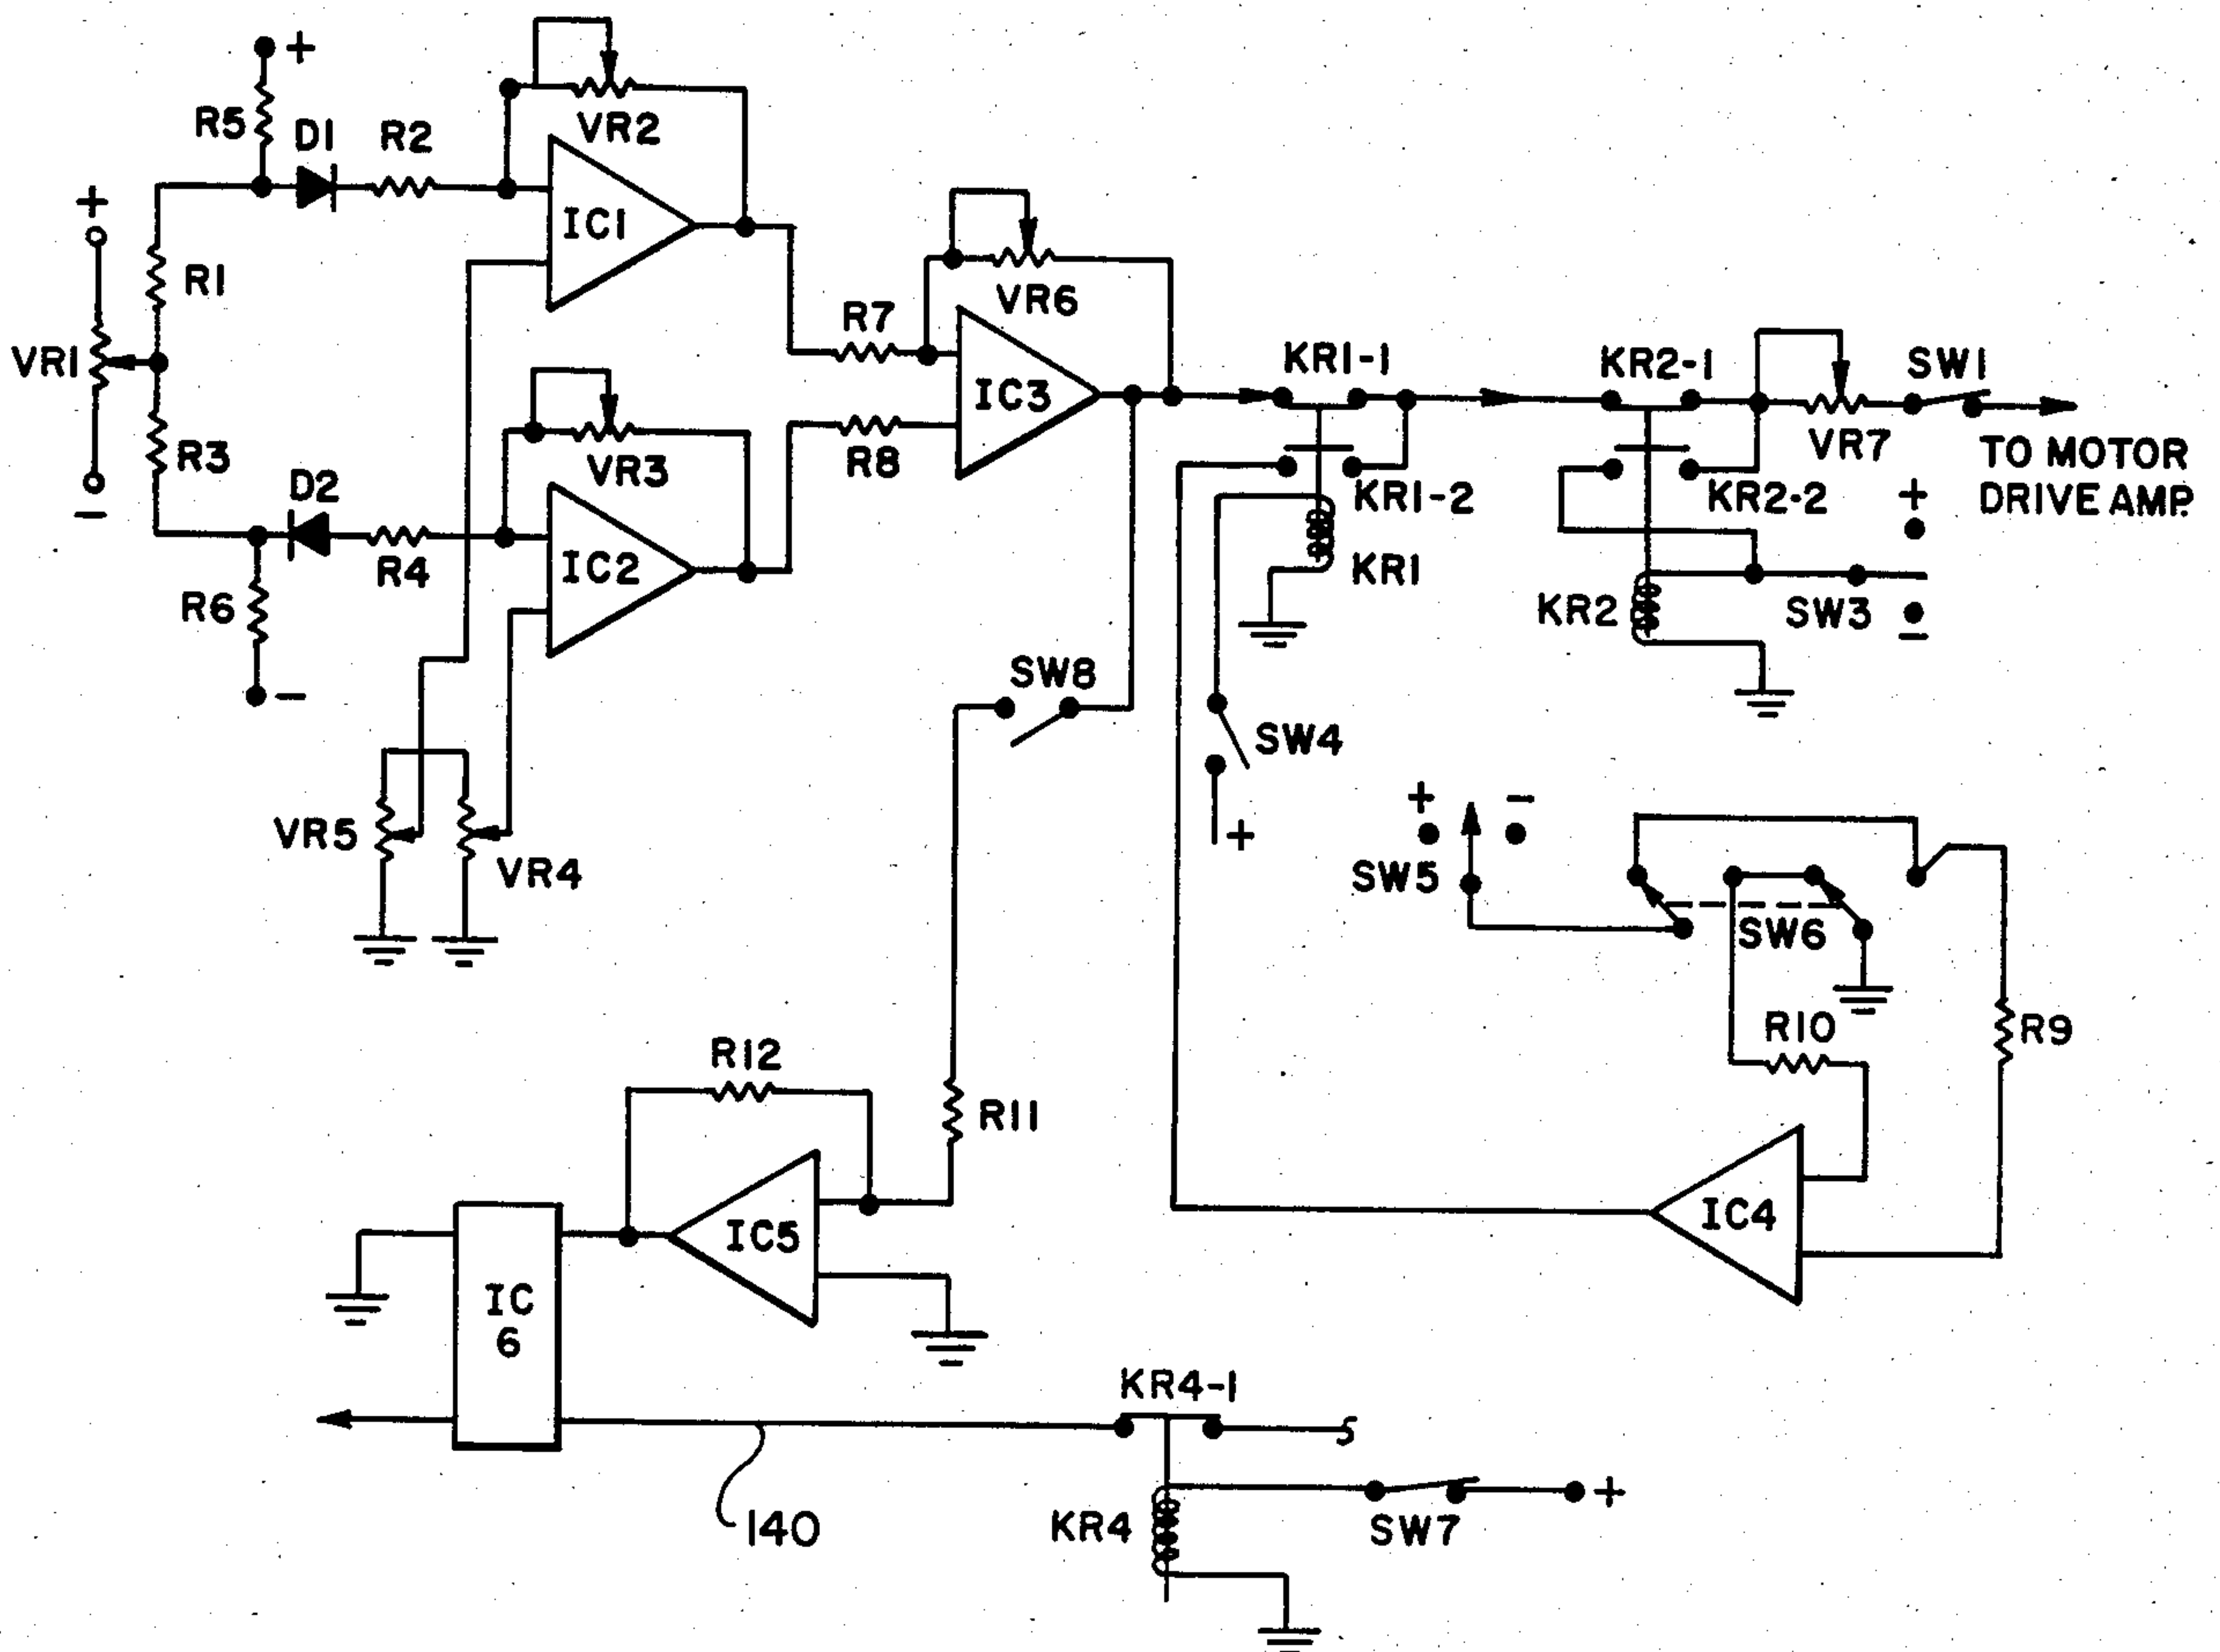 +
R5
D1
R2
VR2
+
IC1
R1
VR6
R7
VR1
KR1-1
KR2-1
SW1
IC3
R3
VR3
R8
VR7
TO MOTOR
DRIVE AMP.
D2
KR1-2
KR2-2
+
-
R4
IC2
KR1
R6
KR2
SW3
-
SW8
-
SW4
+
+
-
VR5
VR4
SW5
SW6
R10
R9
R12
R11
IC5
IC4
IC
6
KR4-1
KR4
SW7
+
140